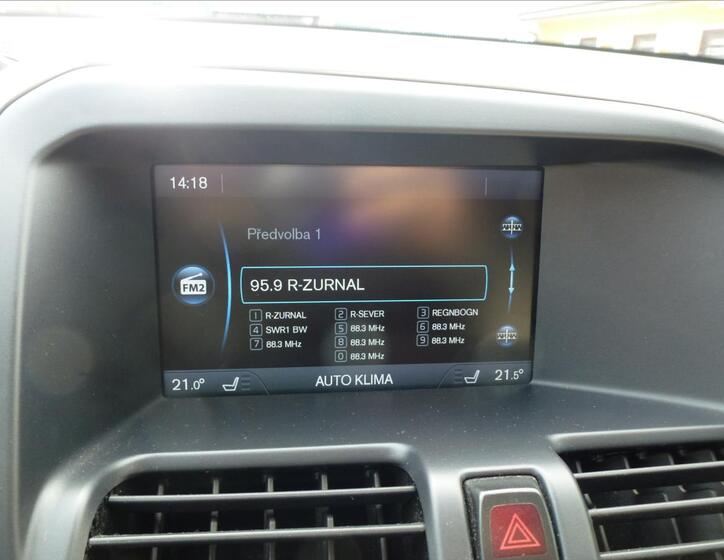 14:18
Předvolba 1
FM2
95.9 R-ZURNAL
1 R-ZURNAL 2 R-SEVER 3 REGNBOGN
4 SWR1 BW 5 88.3 MHz 6 88.3 MHz
7 88.3 MHz 8 88.3 MHz 9 88.3 MHz
0 88.3 MHz
21.0° AUTO KLIMA 21.5°